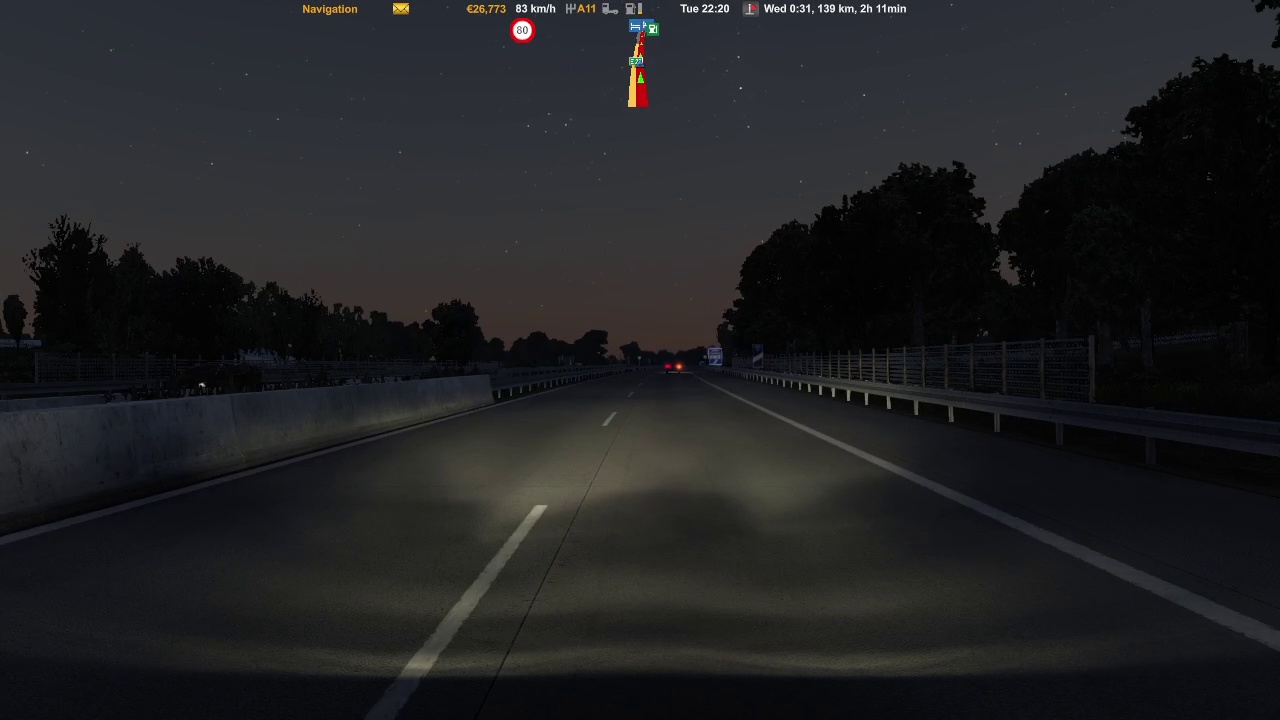 Navigation
€26,773
83 km/h
A11
Tue 22:20
Wed 0:31, 139 km, 2h 11min
80